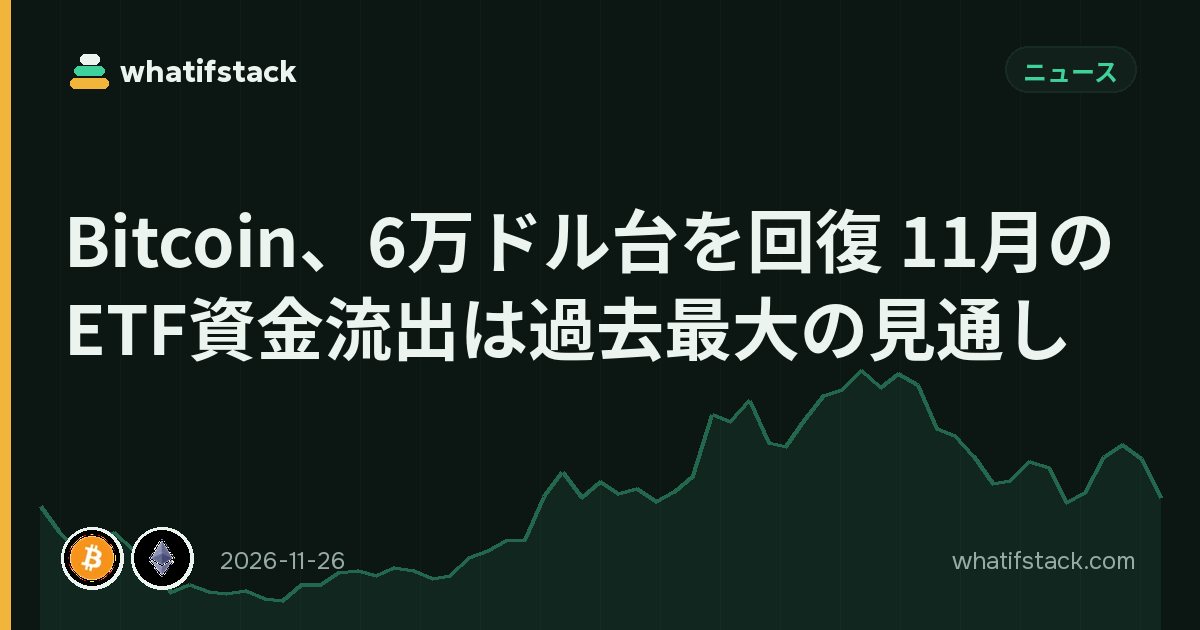 whatifstack
ニュース
Bitcoin、6万ドル台を回復 11月の
ETF資金流出は過去最大の見通し
2026-11-26
whatifstack.com